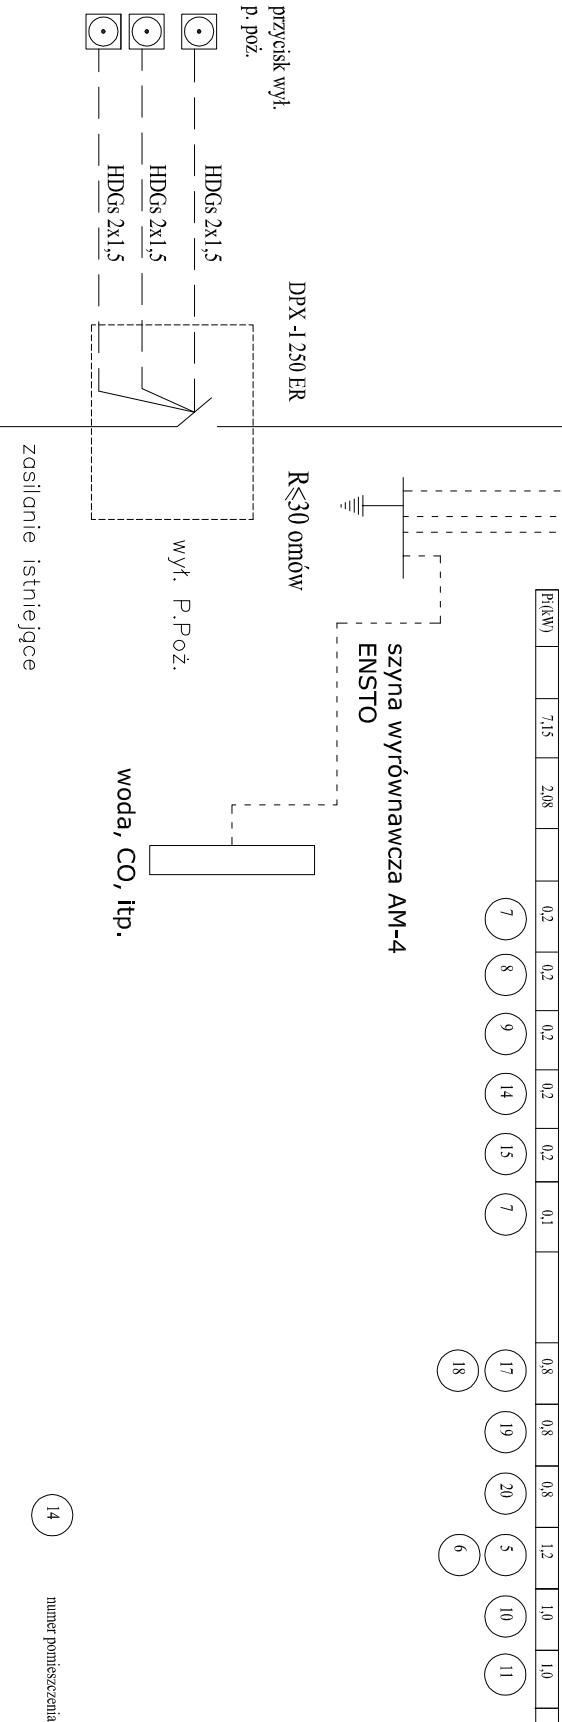 przycisk wył.
p. poż.
HDGs 2x1,5
HDGs 2x1,5
HDGs 2x1,5
DPX -I 250 ER
R≤30 omów
wył. P.Poż.
zasilanie istniejące
szyna wyrównawcza AM-4
ENSTO
woda, CO, itp.
Pi(kW) 7,15 2,08 0,2 0,2 0,2 0,2 0,2 0,1 0,8 0,8 0,8 1,2 1,0 1,0
7 8 9 14 15 7 17 19 20 5 10 11
18 6
14 numer pomieszczenia